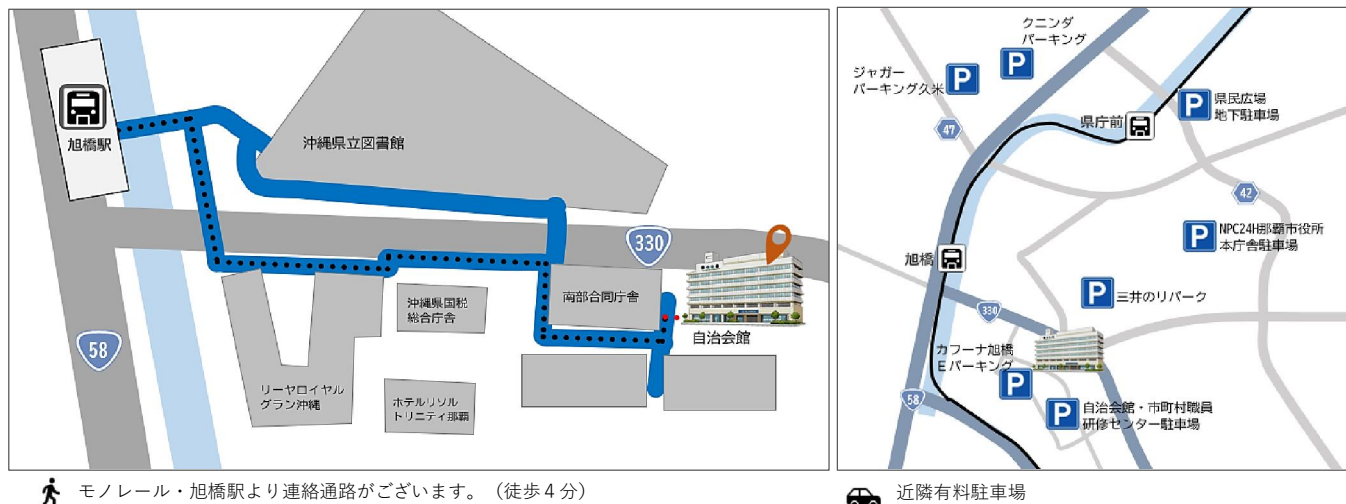 旭橋駅
沖縄県立図書館
330
南部合同庁舎
沖縄県国税
総合庁舎
自治会館
58
リーヤロイヤル
グラン沖縄
ホテルリソル
トリニティ那覇
モノレール・旭橋駅より連絡通路がございます。（徒歩４分）
クニンダ
パーキング
P
ジャガー
パーキング久米
P
P
県民広場
地下駐車場
47
県庁前
42
P
NPC24H那覇市役所
本庁舎駐車場
旭橋
P
三井のリパーク
330
カフーナ旭橋
Eパーキング
P
58
P
自治会館・市町村職員
研修センター駐車場
近隣有料駐車場